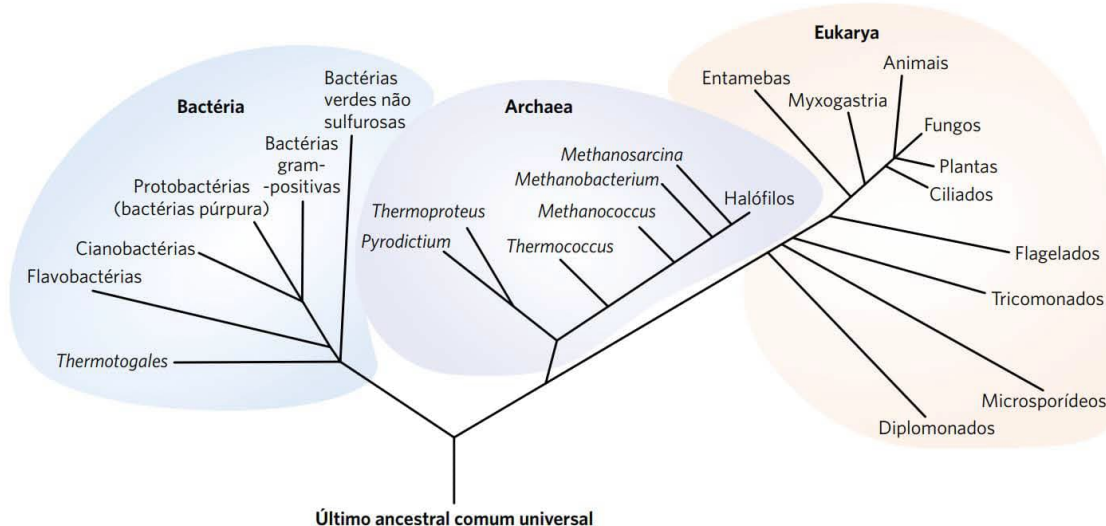 Bactéria
Bactérias
verdes não
sulfurosas
Bactérias
gram-
-positivas
Protobactérias
(bactérias púrpura)
Cianobactérias
Flavobactérias
Thermotogales
Archaea
Methanosarcina
Methanobacterium
Halófilos
Methanococcus
Thermoproteus
Pyrodictium
Thermococcus
Eukarya
Entamebas
Animais
Myxogastria
Fungos
Plantas
Ciliados
Flagelados
Tricomonados
Microsporídeos
Diplomonados
Último ancestral comum universal